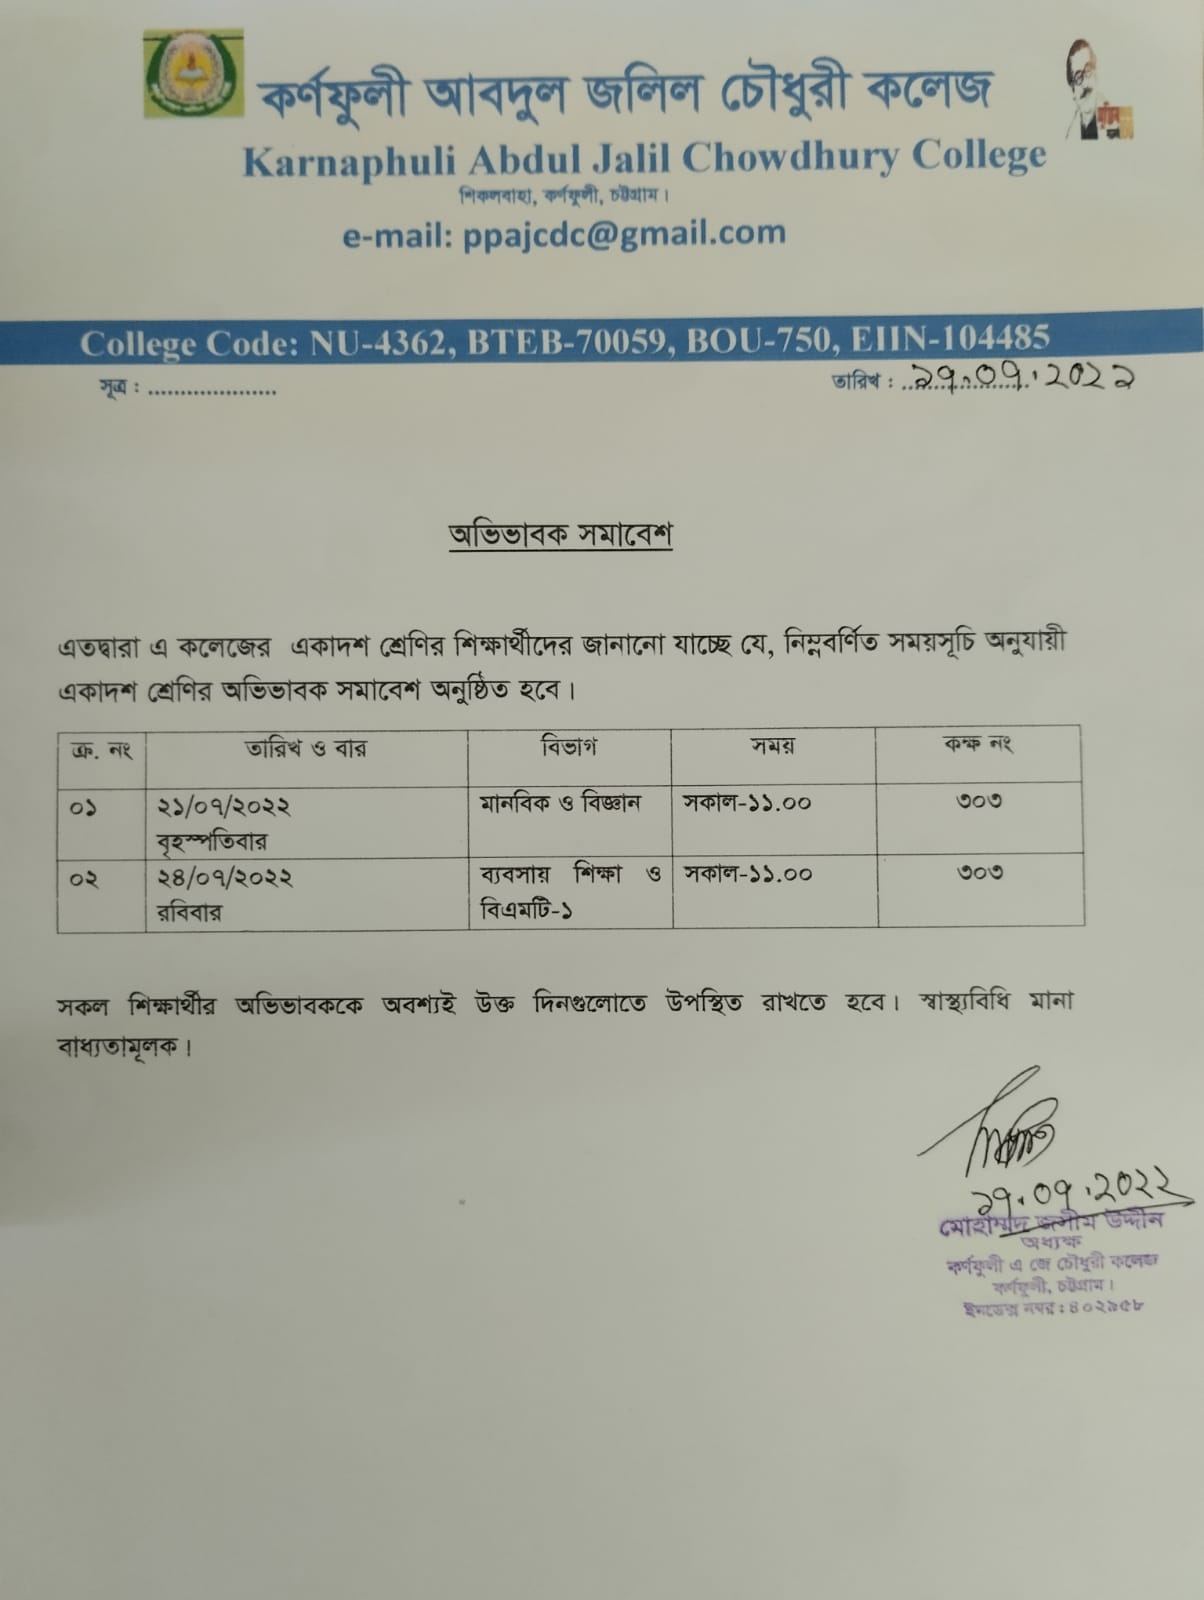 কর্ণফুলী আবদুল জলিল চৌধুরী কলেজ
Karnaphuli Abdul Jalil Chowdhury College
শিকলবাহা, কর্ণফুলী, চট্টগ্রাম।
e-mail: ppajcdc@gmail.com
College Code: NU-4362, BTEB-70059, BOU-750, EIIN-104485
সূত্র : ...................
তারিখ : ১৭.০৭.২০২২
অভিভাবক সমাবেশ
এতদ্বারা এ কলেজের একাদশ শ্রেণির শিক্ষার্থীদের জানানো যাচ্ছে যে, নিম্নবর্ণিত সময়সূচি অনুযায়ী
একাদশ শ্রেণির অভিভাবক সমাবেশ অনুষ্ঠিত হবে।
ক্র. নং তারিখ ও বার বিভাগ সময় কক্ষ নং
০১ ২১/০৭/২০২২ মানবিক ও বিজ্ঞান সকাল-১১.০০ ৩০৩
বৃহস্পতিবার
০২ ২৪/০৭/২০২২ ব্যবসায় শিক্ষা ও সকাল-১১.০০ ৩০৩
রবিবার বিএমটি-১
সকল শিক্ষার্থীর অভিভাবককে অবশ্যই উক্ত দিনগুলোতে উপস্থিত রাখতে হবে। স্বাস্থ্যবিধি মানা
বাধ্যতামূলক।
১৭.০৭.২০২২
মোহাম্মদ জসীম উদ্দীন
অধ্যক্ষ
কর্ণফুলী এ জে চৌধুরী কলেজ
কর্ণফুলী, চট্টগ্রাম।
ইনডেক্স নম্বর : ৪০২৯৫৮